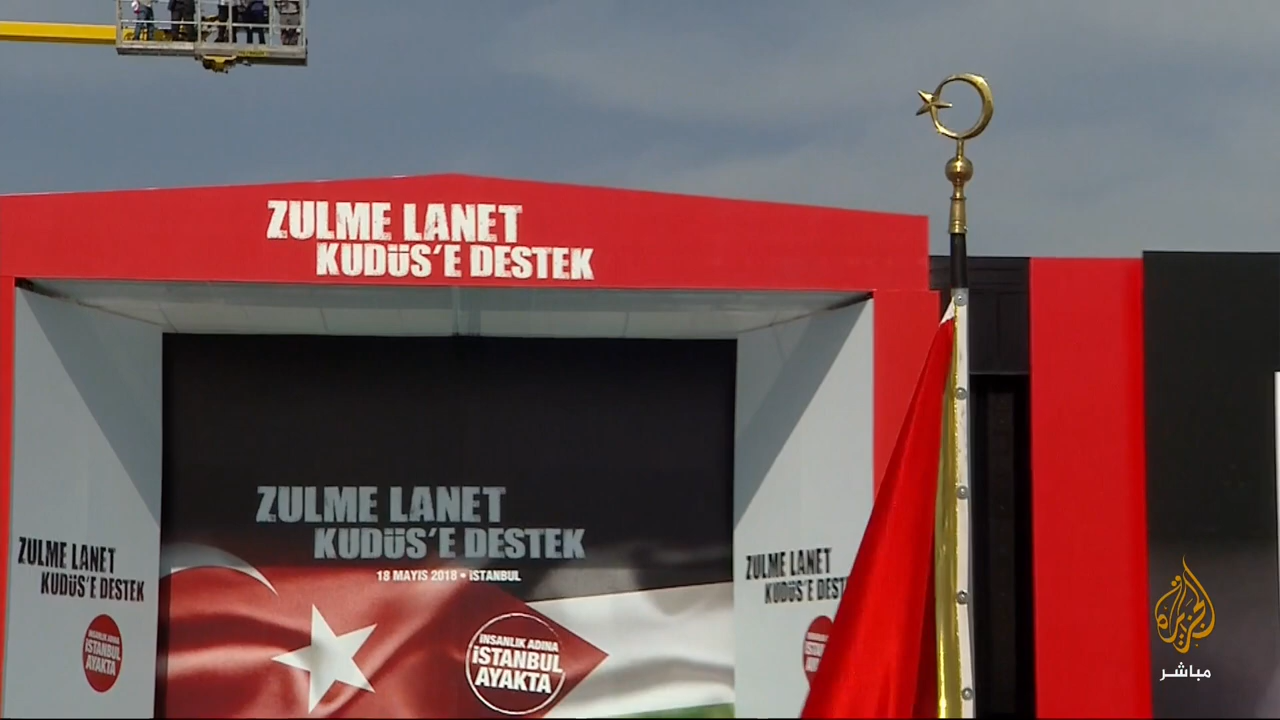 ZULME LANET
KUDÜS'E DESTEK
ZULME LANET
KUDÜS'E DESTEK
18 MAYIS 2018 • İSTANBUL
İNSANLIK ADINA
İSTANBUL
AYAKTA
ZULME LANET
KUDÜS'E DESTEK
İNSANLIK ADINA
İSTANBUL
AYAKTA
ZULME LANET
KUDÜS'E
الجزيرة
مباشر